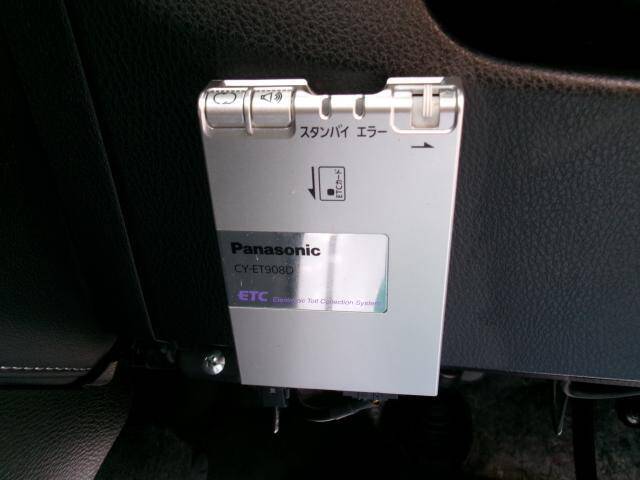 スタンバイ エラー
ETCカード
Panasonic
CY-ET908D
ETC Electronic Toll Collection System